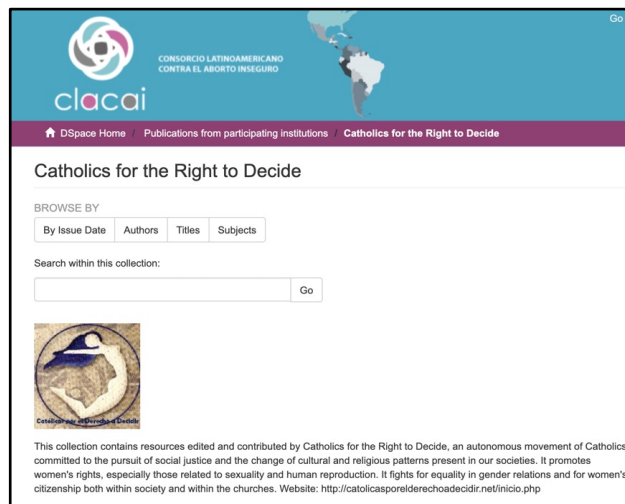 Go
CONSORCIO LATINOAMERICANO
CONTRA EL ABORTO INSEGURO
clacai
DSpace Home / Publications from participating institutions / Catholics for the Right to Decide
Catholics for the Right to Decide
BROWSE BY
By Issue Date Authors Titles Subjects
Search within this collection:
Go
Católicas por el Derecho a Decidir
This collection contains resources edited and contributed by Catholics for the Right to Decide, an autonomous movement of Catholics
committed to the pursuit of social justice and the change of cultural and religious patterns present in our societies. It promotes
women's rights, especially those related to sexuality and human reproduction. It fights for equality in gender relations and for women's
citizenship both within society and within the churches. Website: http://catolicasporelderechoadecidir.net/inicio.php